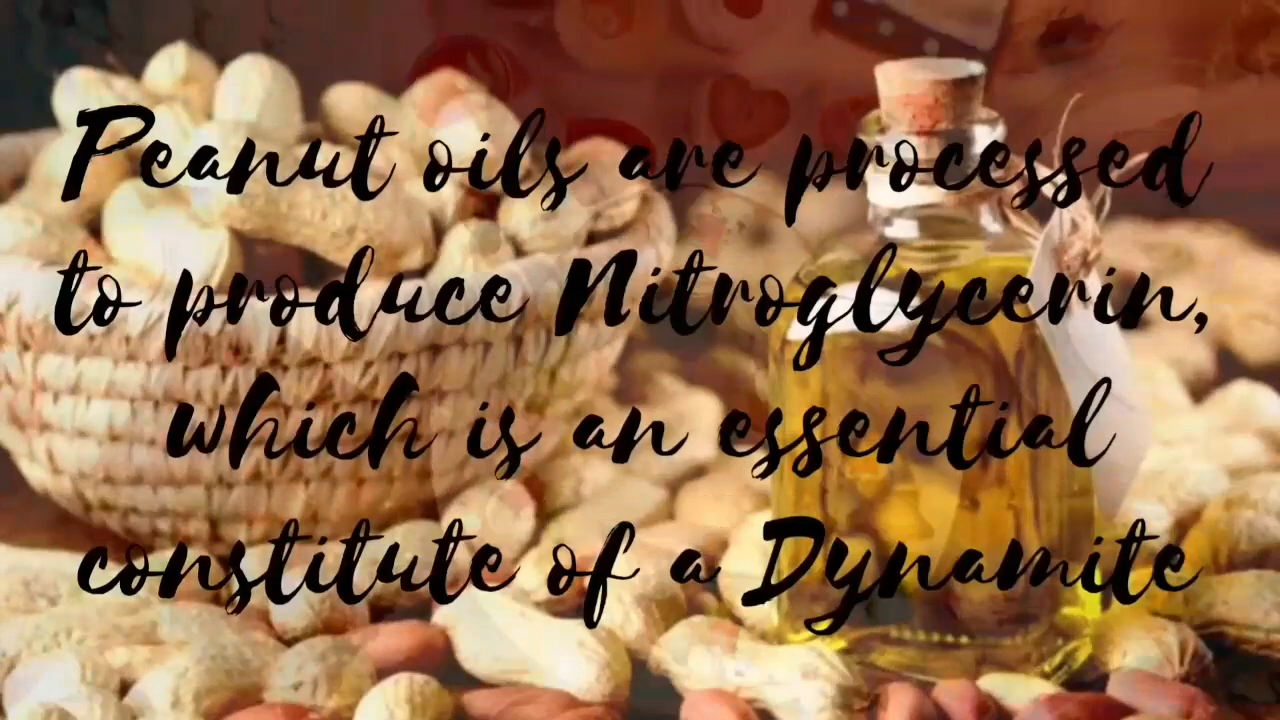 Peanut oils are processed
to produce Nitroglycerin,
which is an essential
constitute of a Dynamite